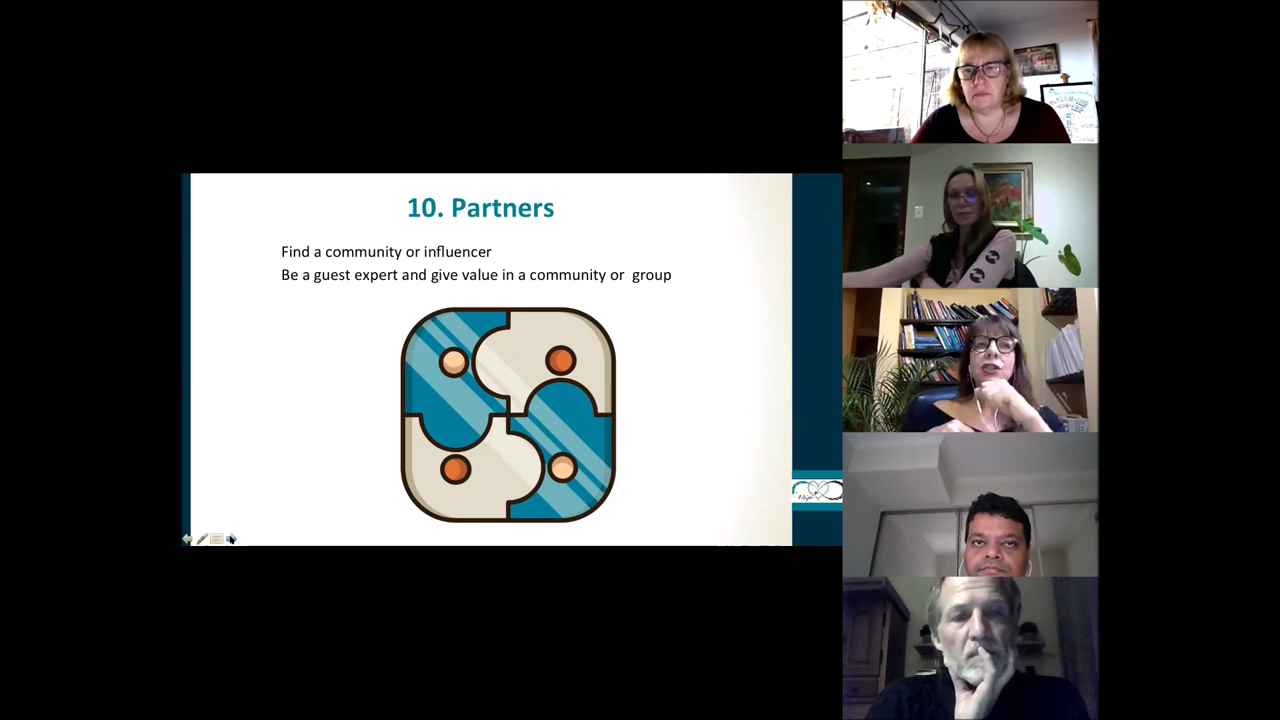 10. Partners
Find a community or influencer
Be a guest expert and give value in a community or group